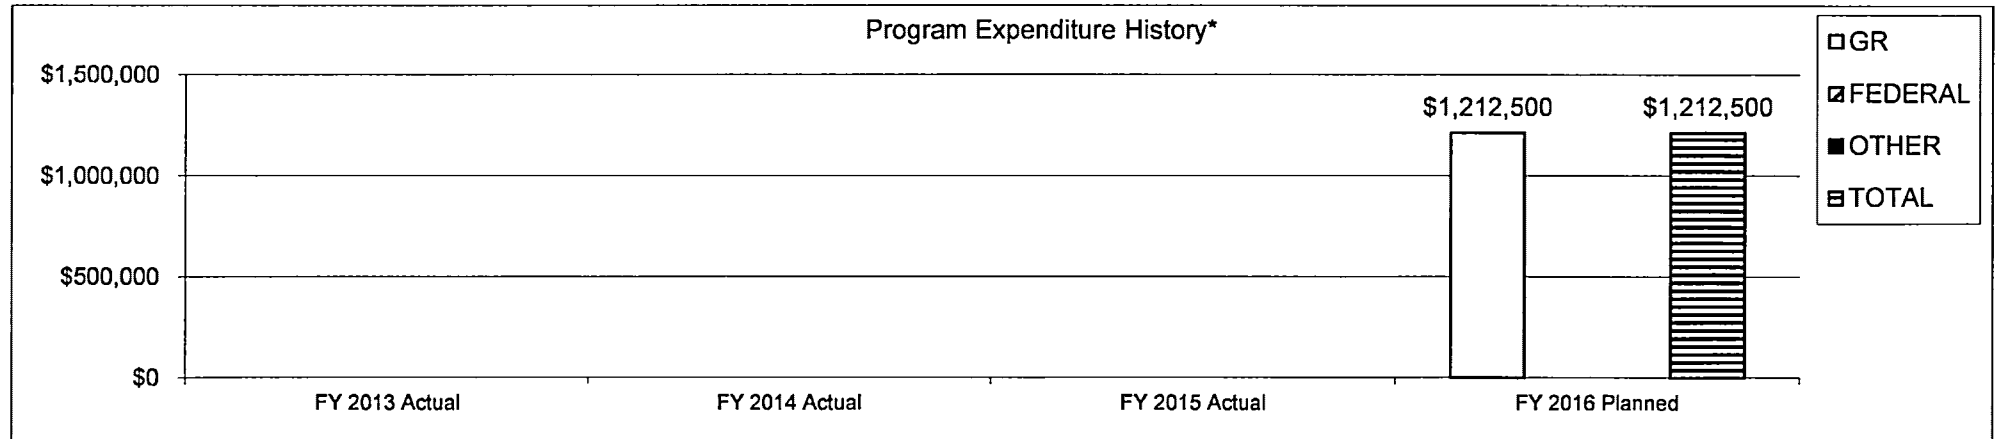 Program Expenditure History*
GR
FEDERAL
OTHER
TOTAL
$1,500,000
$1,000,000
$500,000
$0
$1,212,500
$1,212,500
FY 2013 Actual
FY 2014 Actual
FY 2015 Actual
FY 2016 Planned